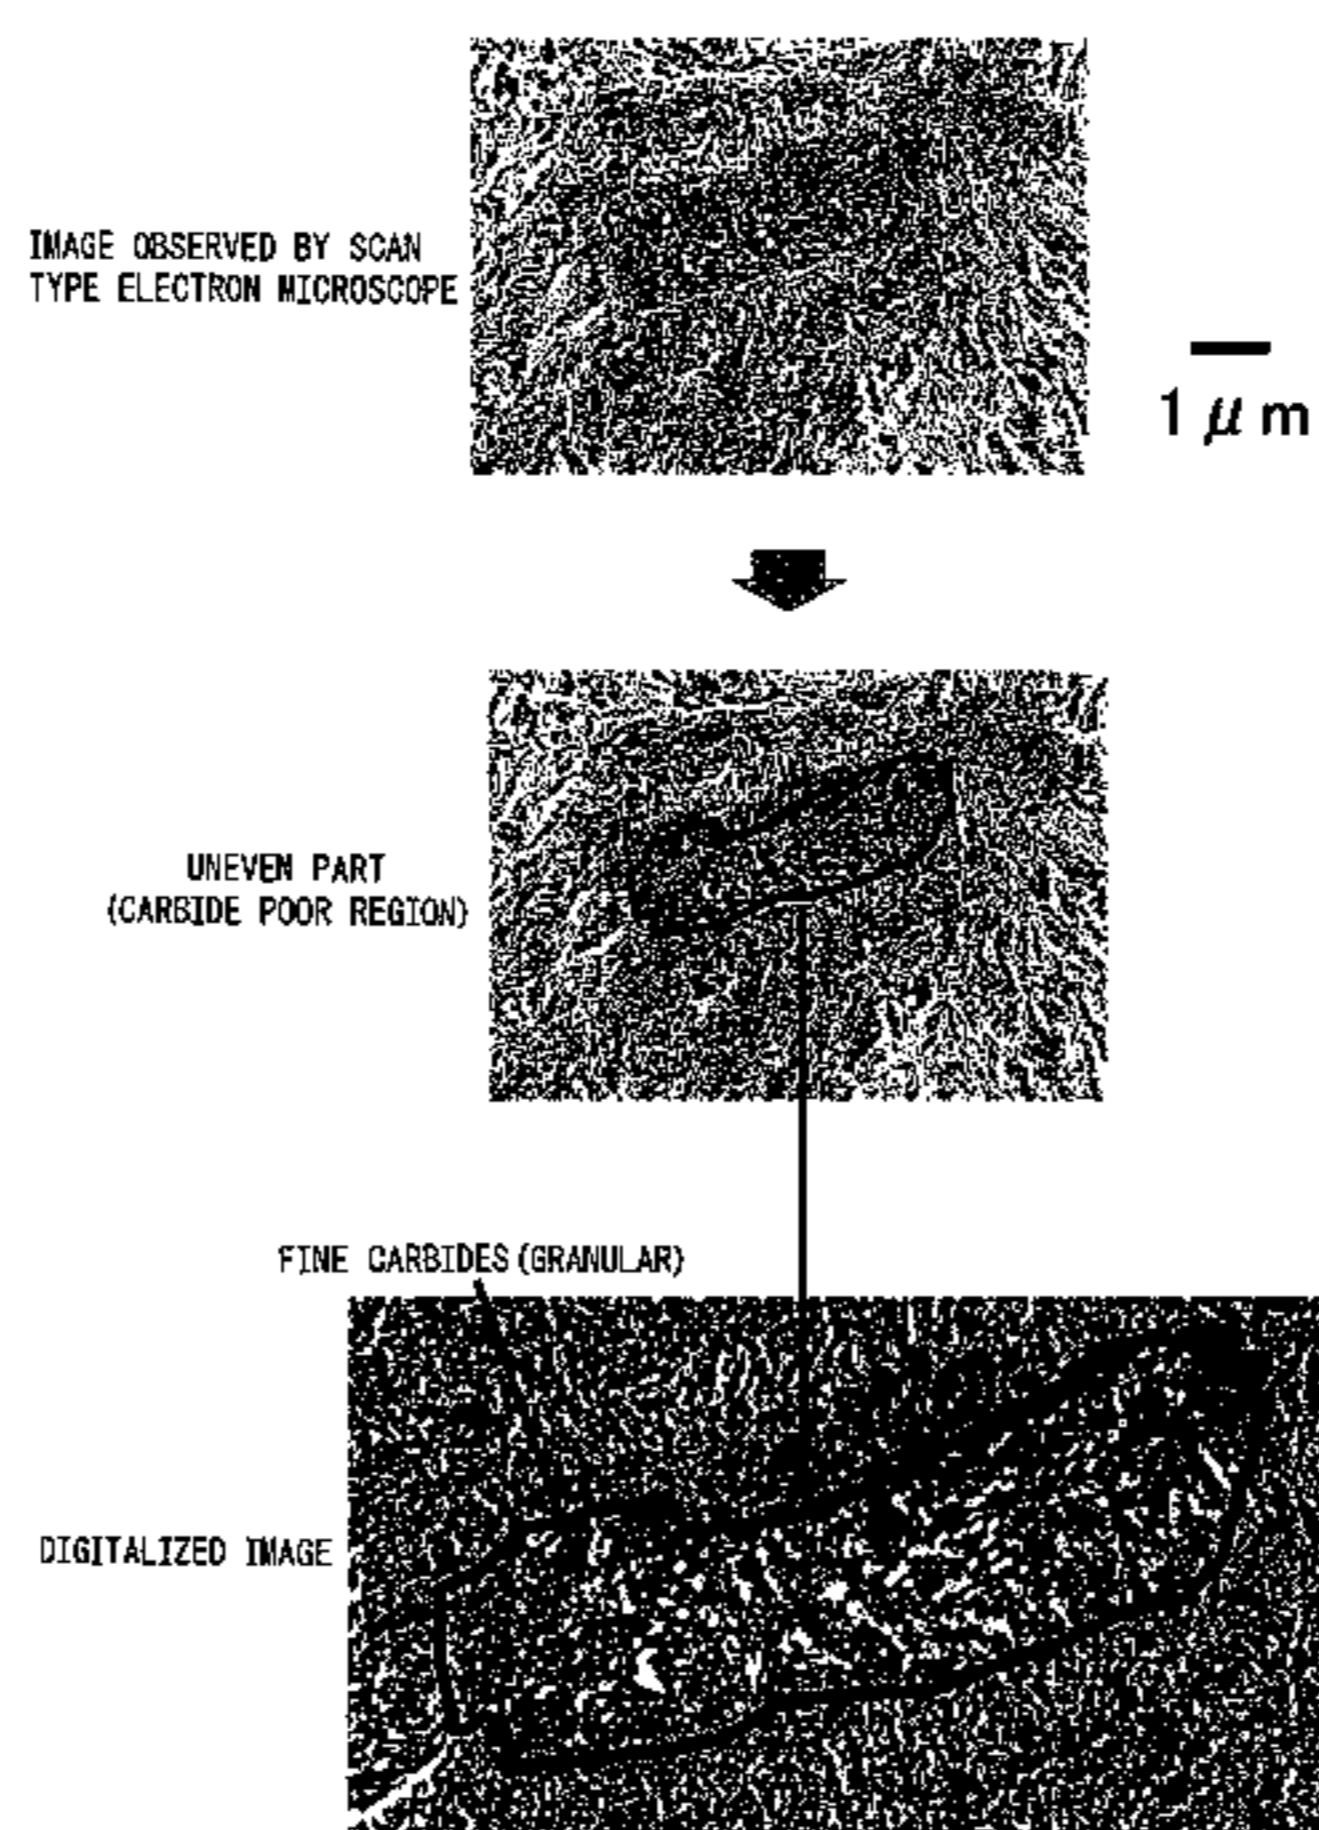 IMAGE OBSERVED BY SCAN
TYPE ELECTRON MICROSCOPE
1 μm
UNEVEN PART
(CARBIDE POOR REGION)
FINE CARBIDES (GRANULAR)
DIGITALIZED IMAGE